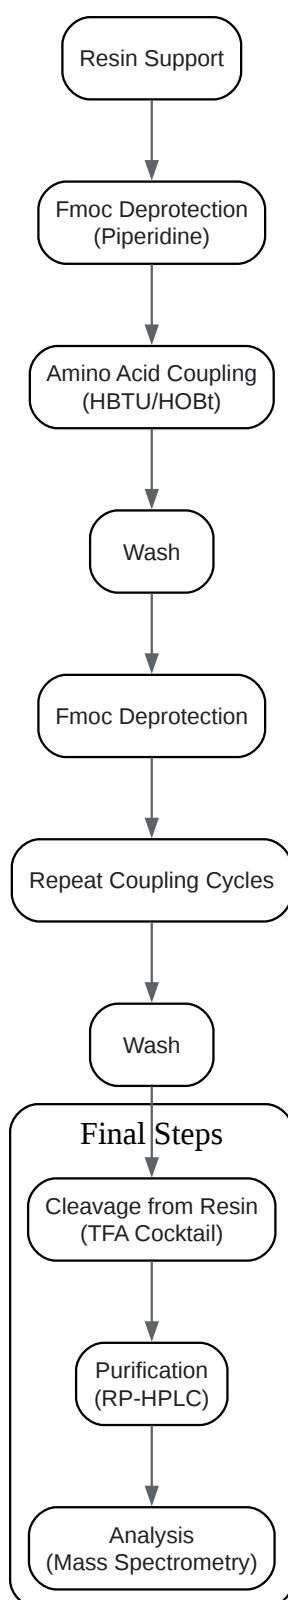 Resin Support
Fmoc Deprotection
(Piperidine)
Amino Acid Coupling
(HBTU/HOBt)
Wash
Fmoc Deprotection
Repeat Coupling Cycles
Wash
Final Steps
Cleavage from Resin
(TFA Cocktail)
Purification
(RP-HPLC)
Analysis
(Mass Spectrometry)